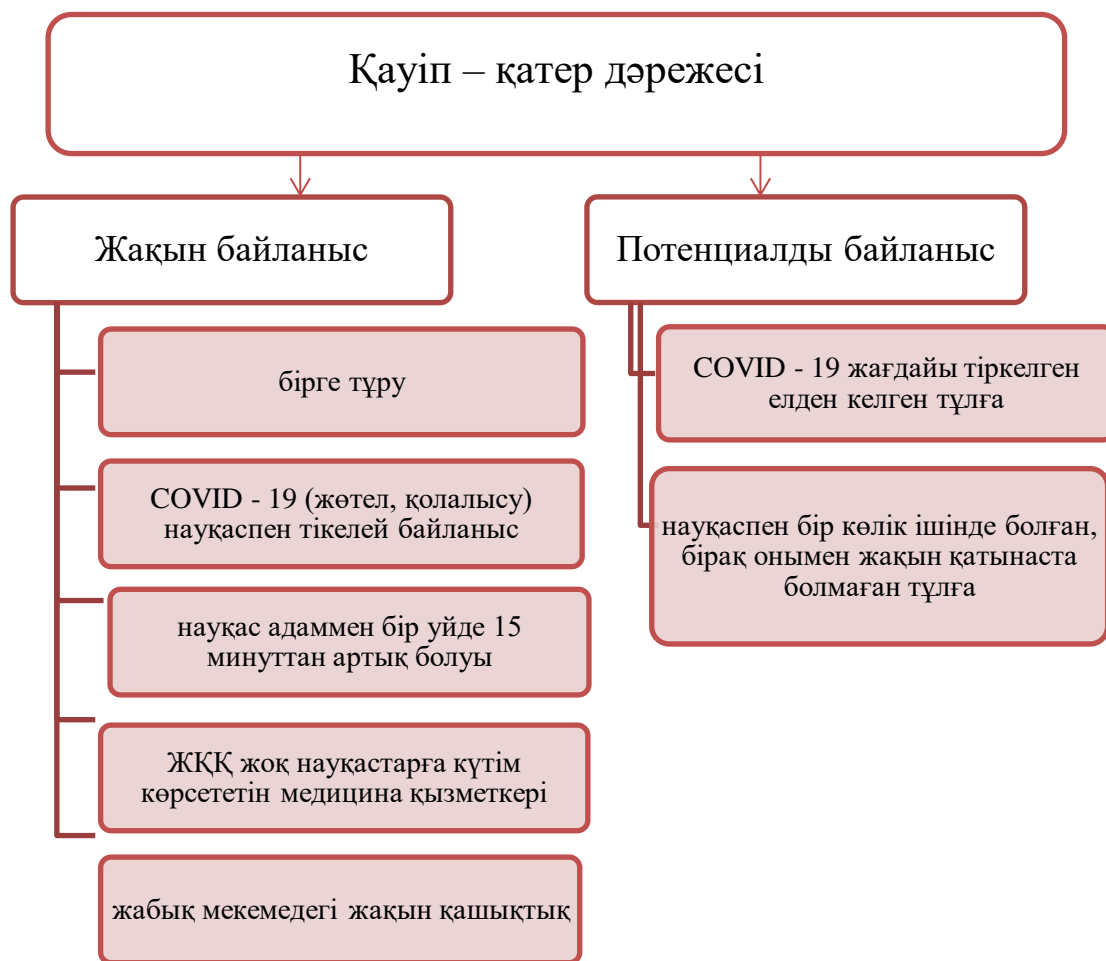 Қауіп – қатер дәрежесі
Жақын байланыс
Потенциалды байланыс
бірге тұру
COVID - 19 (жөтел, қолалысу)
науқаспен тікелей байланыс
науқас адаммен бір уйде 15
минуттан артық болуы
ЖҚҚ жоқ науқастарға күтім
көрсететін медицина қызметкері
жабық мекемедегі жақын қашықтық
COVID - 19 жағдайы тіркелген
елден келген тұлға
науқаспен бір көлік ішінде болған,
бірақ онымен жақын қатынаста
болмаған тұлға